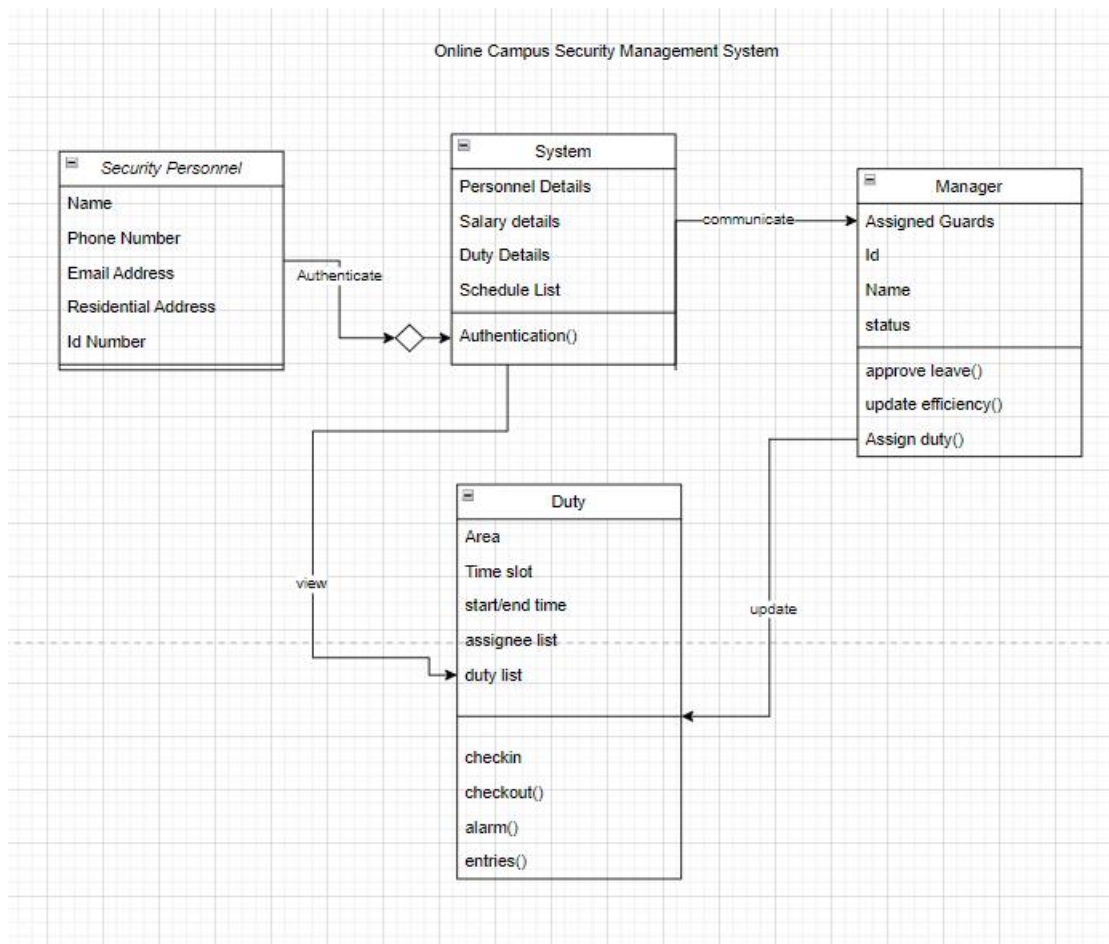 Online Campus Security Management System
Security Personnel
Name
Phone Number
Email Address
Residential Address
Id Number
Authenticate
System
Personnel Details
Salary details
Duty Details
Schedule List
Authentication()
communicate
Manager
Assigned Guards
Id
Name
status
approve leave()
update efficiency()
Assign duty()
view
Duty
Area
Time slot
start/end time
assignee list
duty list
checkin
checkout()
alarm()
entries()
update